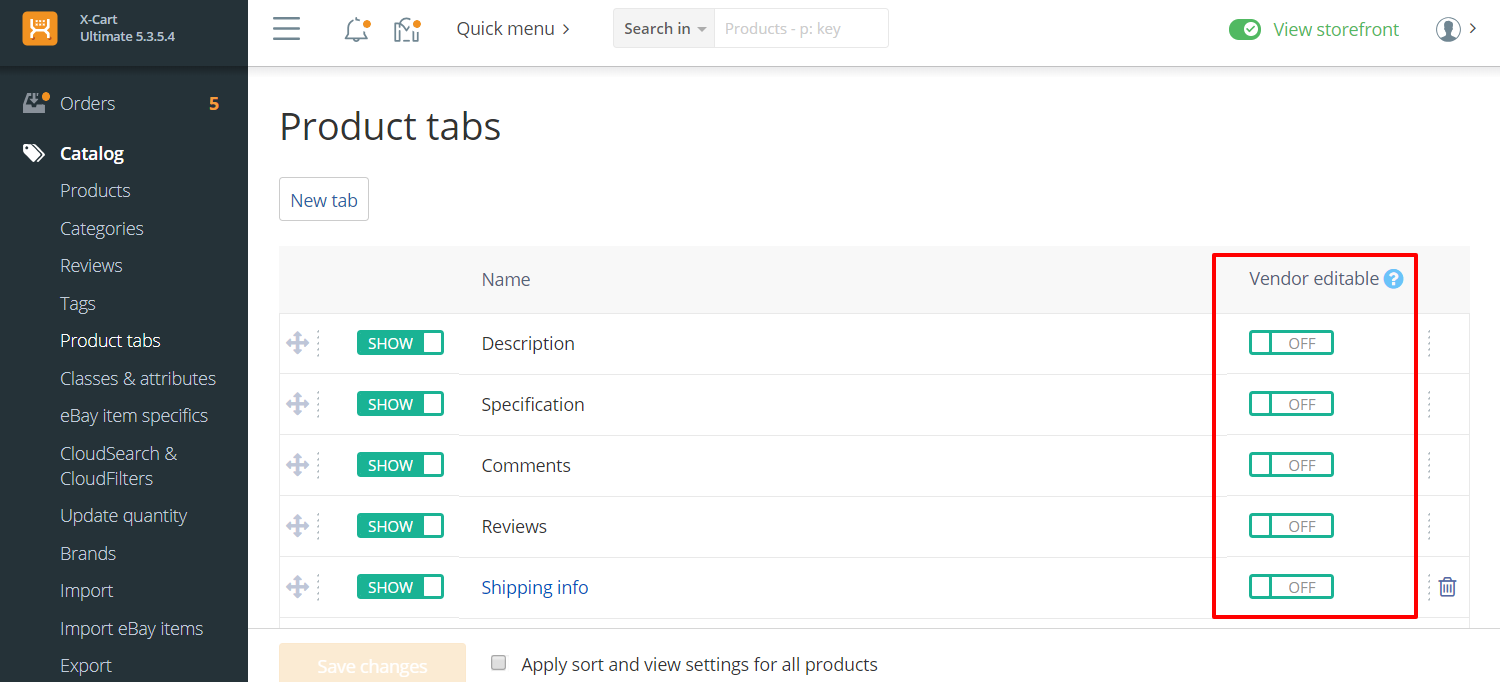 X-Cart
Ultimate 5.3.5.4
Quick menu
Search in
Products - p: key
View storefront
Orders 5
Catalog
Products
Categories
Reviews
Tags
Product tabs
Classes & attributes
eBay item specifics
CloudSearch &
CloudFilters
Update quantity
Brands
Import
Import eBay items
Export
Product tabs
New tab
Name Vendor editable ?
SHOW Description OFF
SHOW Specification OFF
SHOW Comments OFF
SHOW Reviews OFF
SHOW Shipping info OFF
Save changes Apply sort and view settings for all products